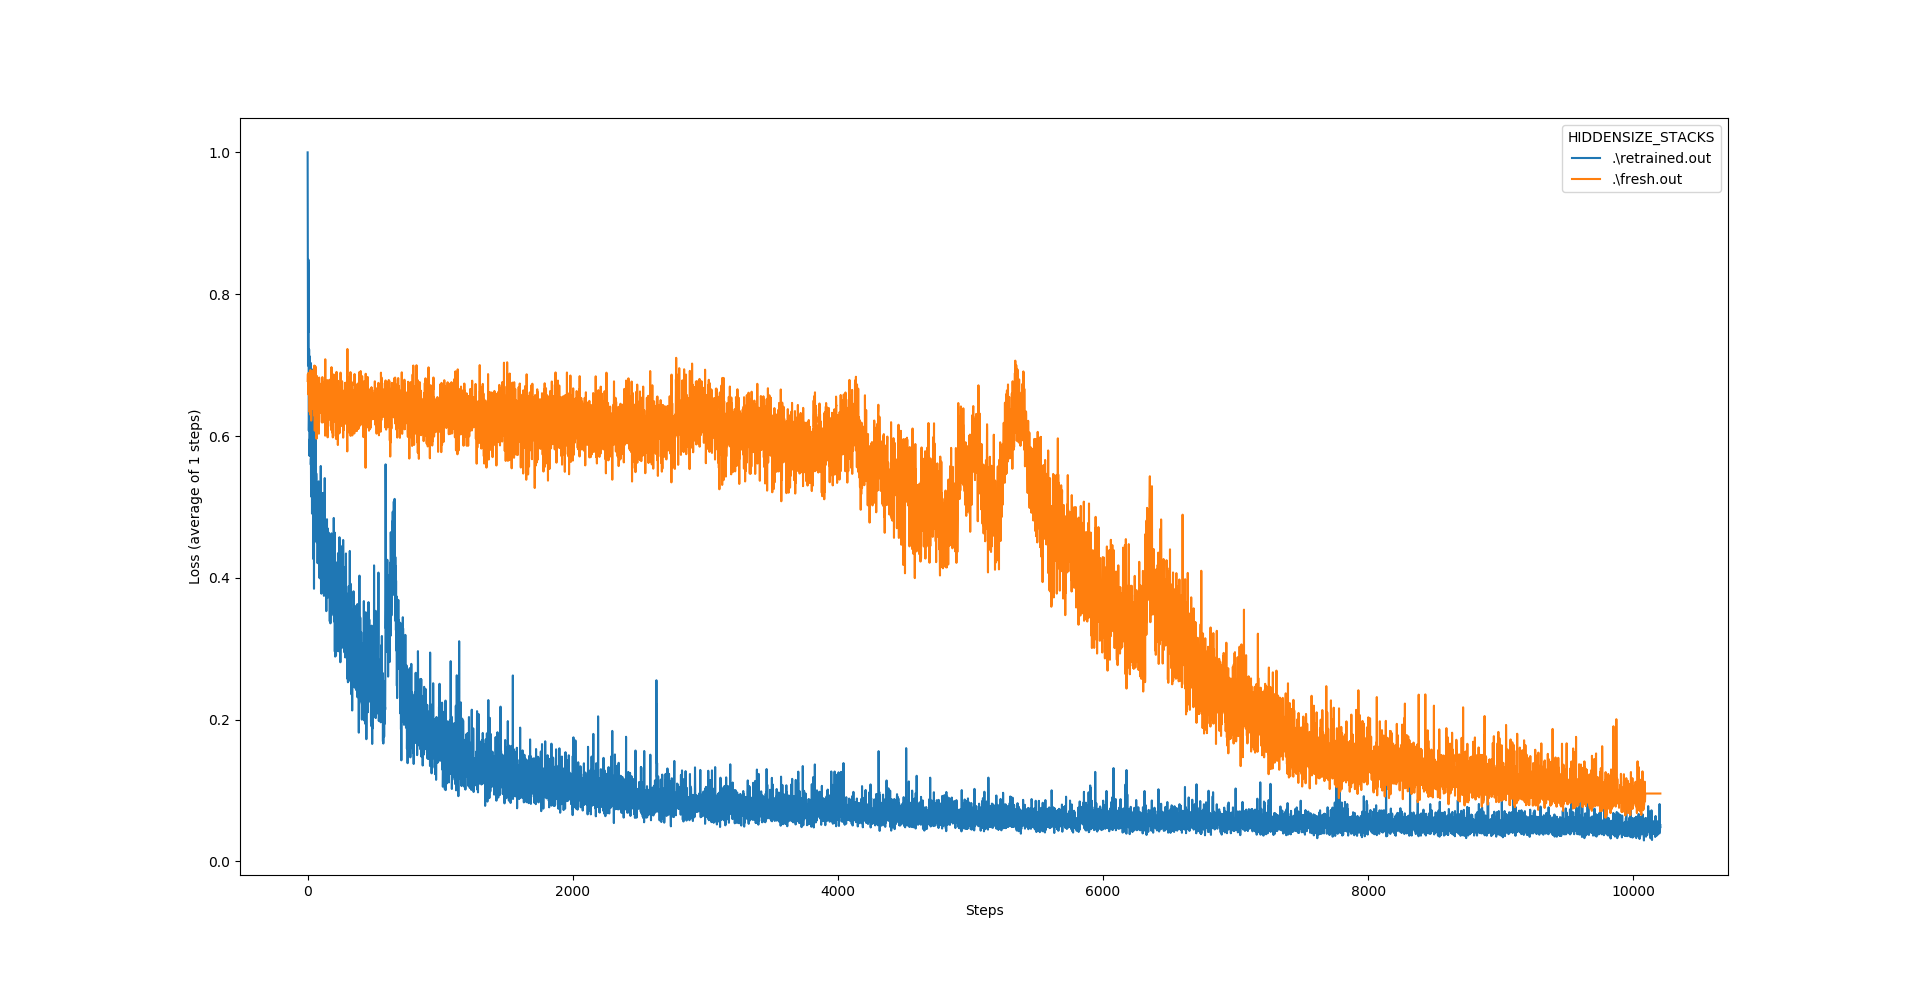 HIDDENSIZE_STACKS
.\retrained.out
.\fresh.out
Loss (average of 1 steps)
1.0
0.8
0.6
0.4
0.2
0.0
0 2000 4000 6000 8000 10000
Steps